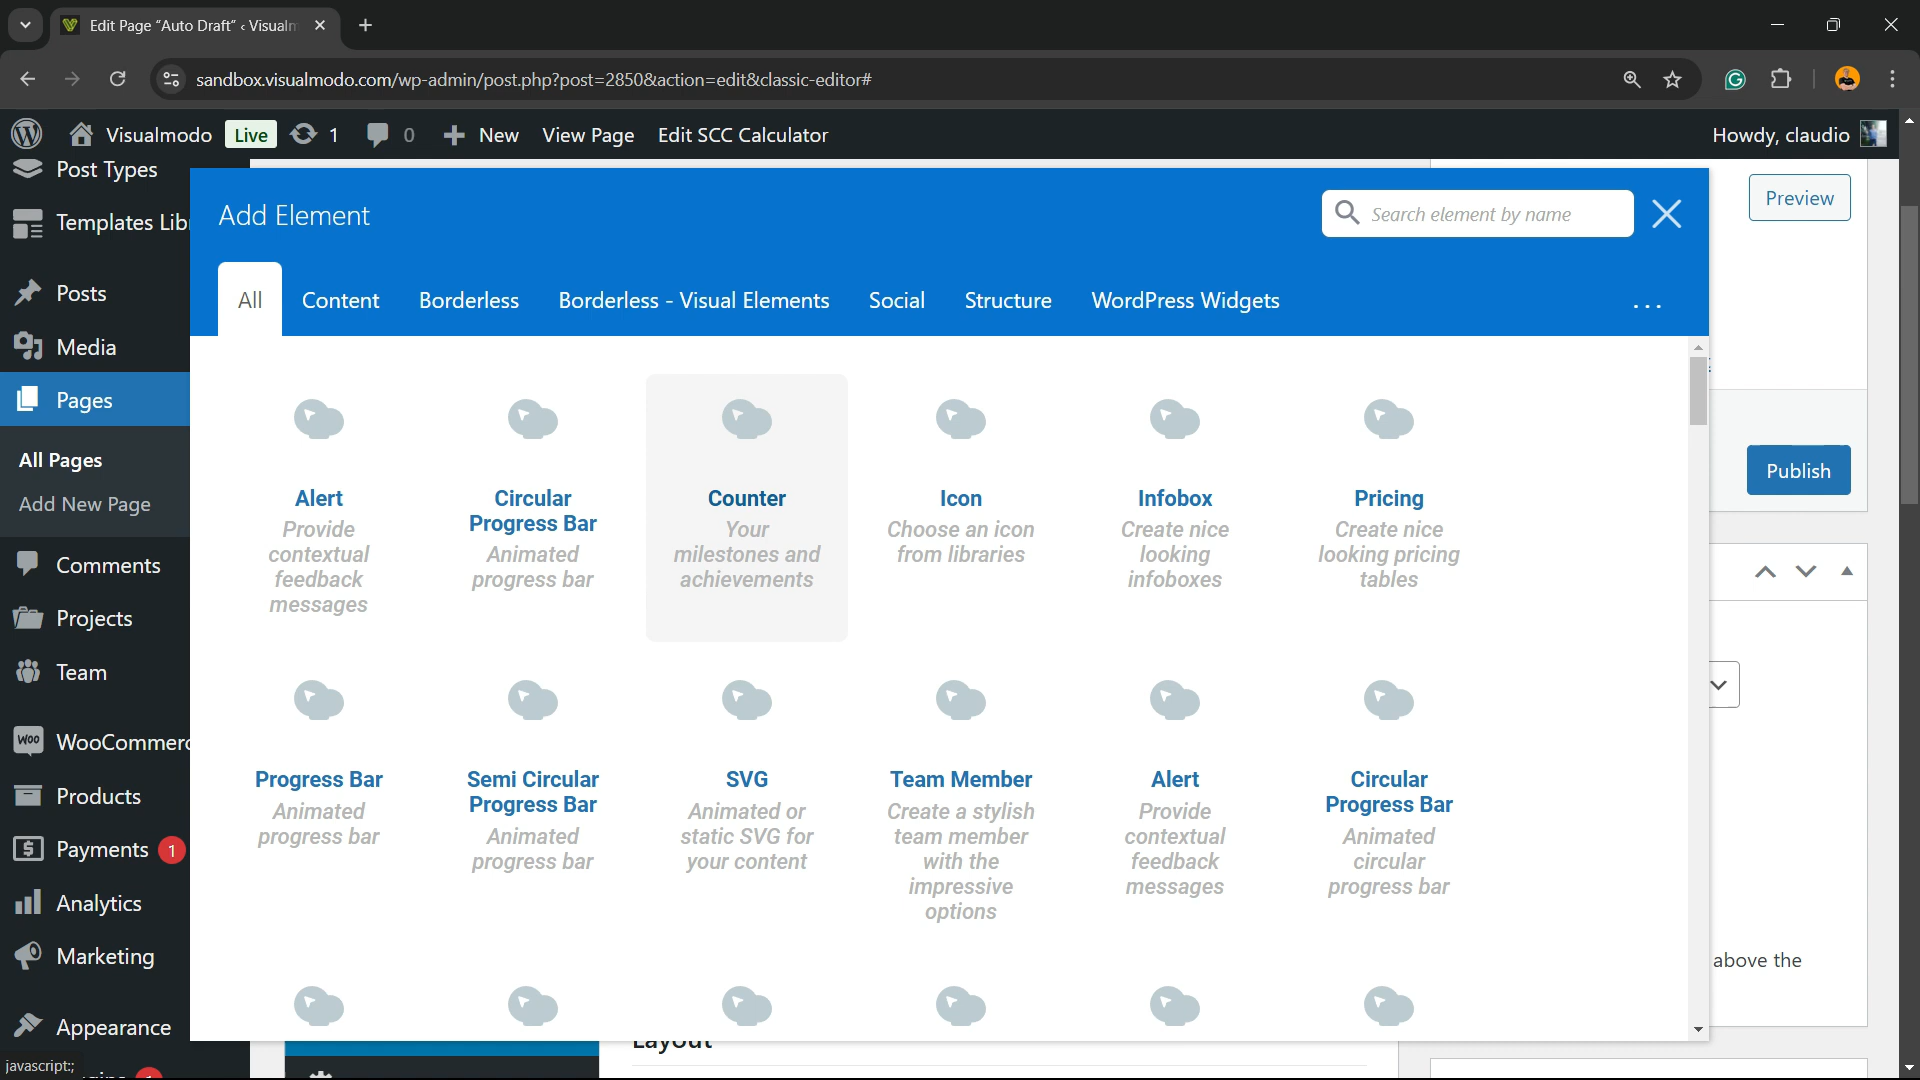 Edit Page "Auto Draft" ‹ Visualm
sandbox.visualmodo.com/wp-admin/post.php?post=2850&action=edit&classic-editor#
Visualmodo Live 1 0 New View Page Edit SCC Calculator Howdy, claudio
Post Types
Templates Lib
Posts
Media
Pages
All Pages
Add New Page
Comments
Projects
Team
WooCommerc
Products
Payments 1
Analytics
Marketing
Appearance
javascript:;
Add Element
Search element by name
All Content Borderless Borderless - Visual Elements Social Structure WordPress Widgets ...
Alert
Provide
contextual
feedback
messages
Circular
Progress Bar
Animated
progress bar
Counter
Your
milestones and
achievements
Icon
Choose an icon
from libraries
Infobox
Create nice
looking
infoboxes
Pricing
Create nice
looking pricing
tables
Progress Bar
Animated
progress bar
Semi Circular
Progress Bar
Animated
progress bar
SVG
Animated or
static SVG for
your content
Team Member
Create a stylish
team member
with the
impressive
options
Alert
Provide
contextual
feedback
messages
Circular
Progress Bar
Animated
circular
progress bar
Preview
Publish
above the
Layout